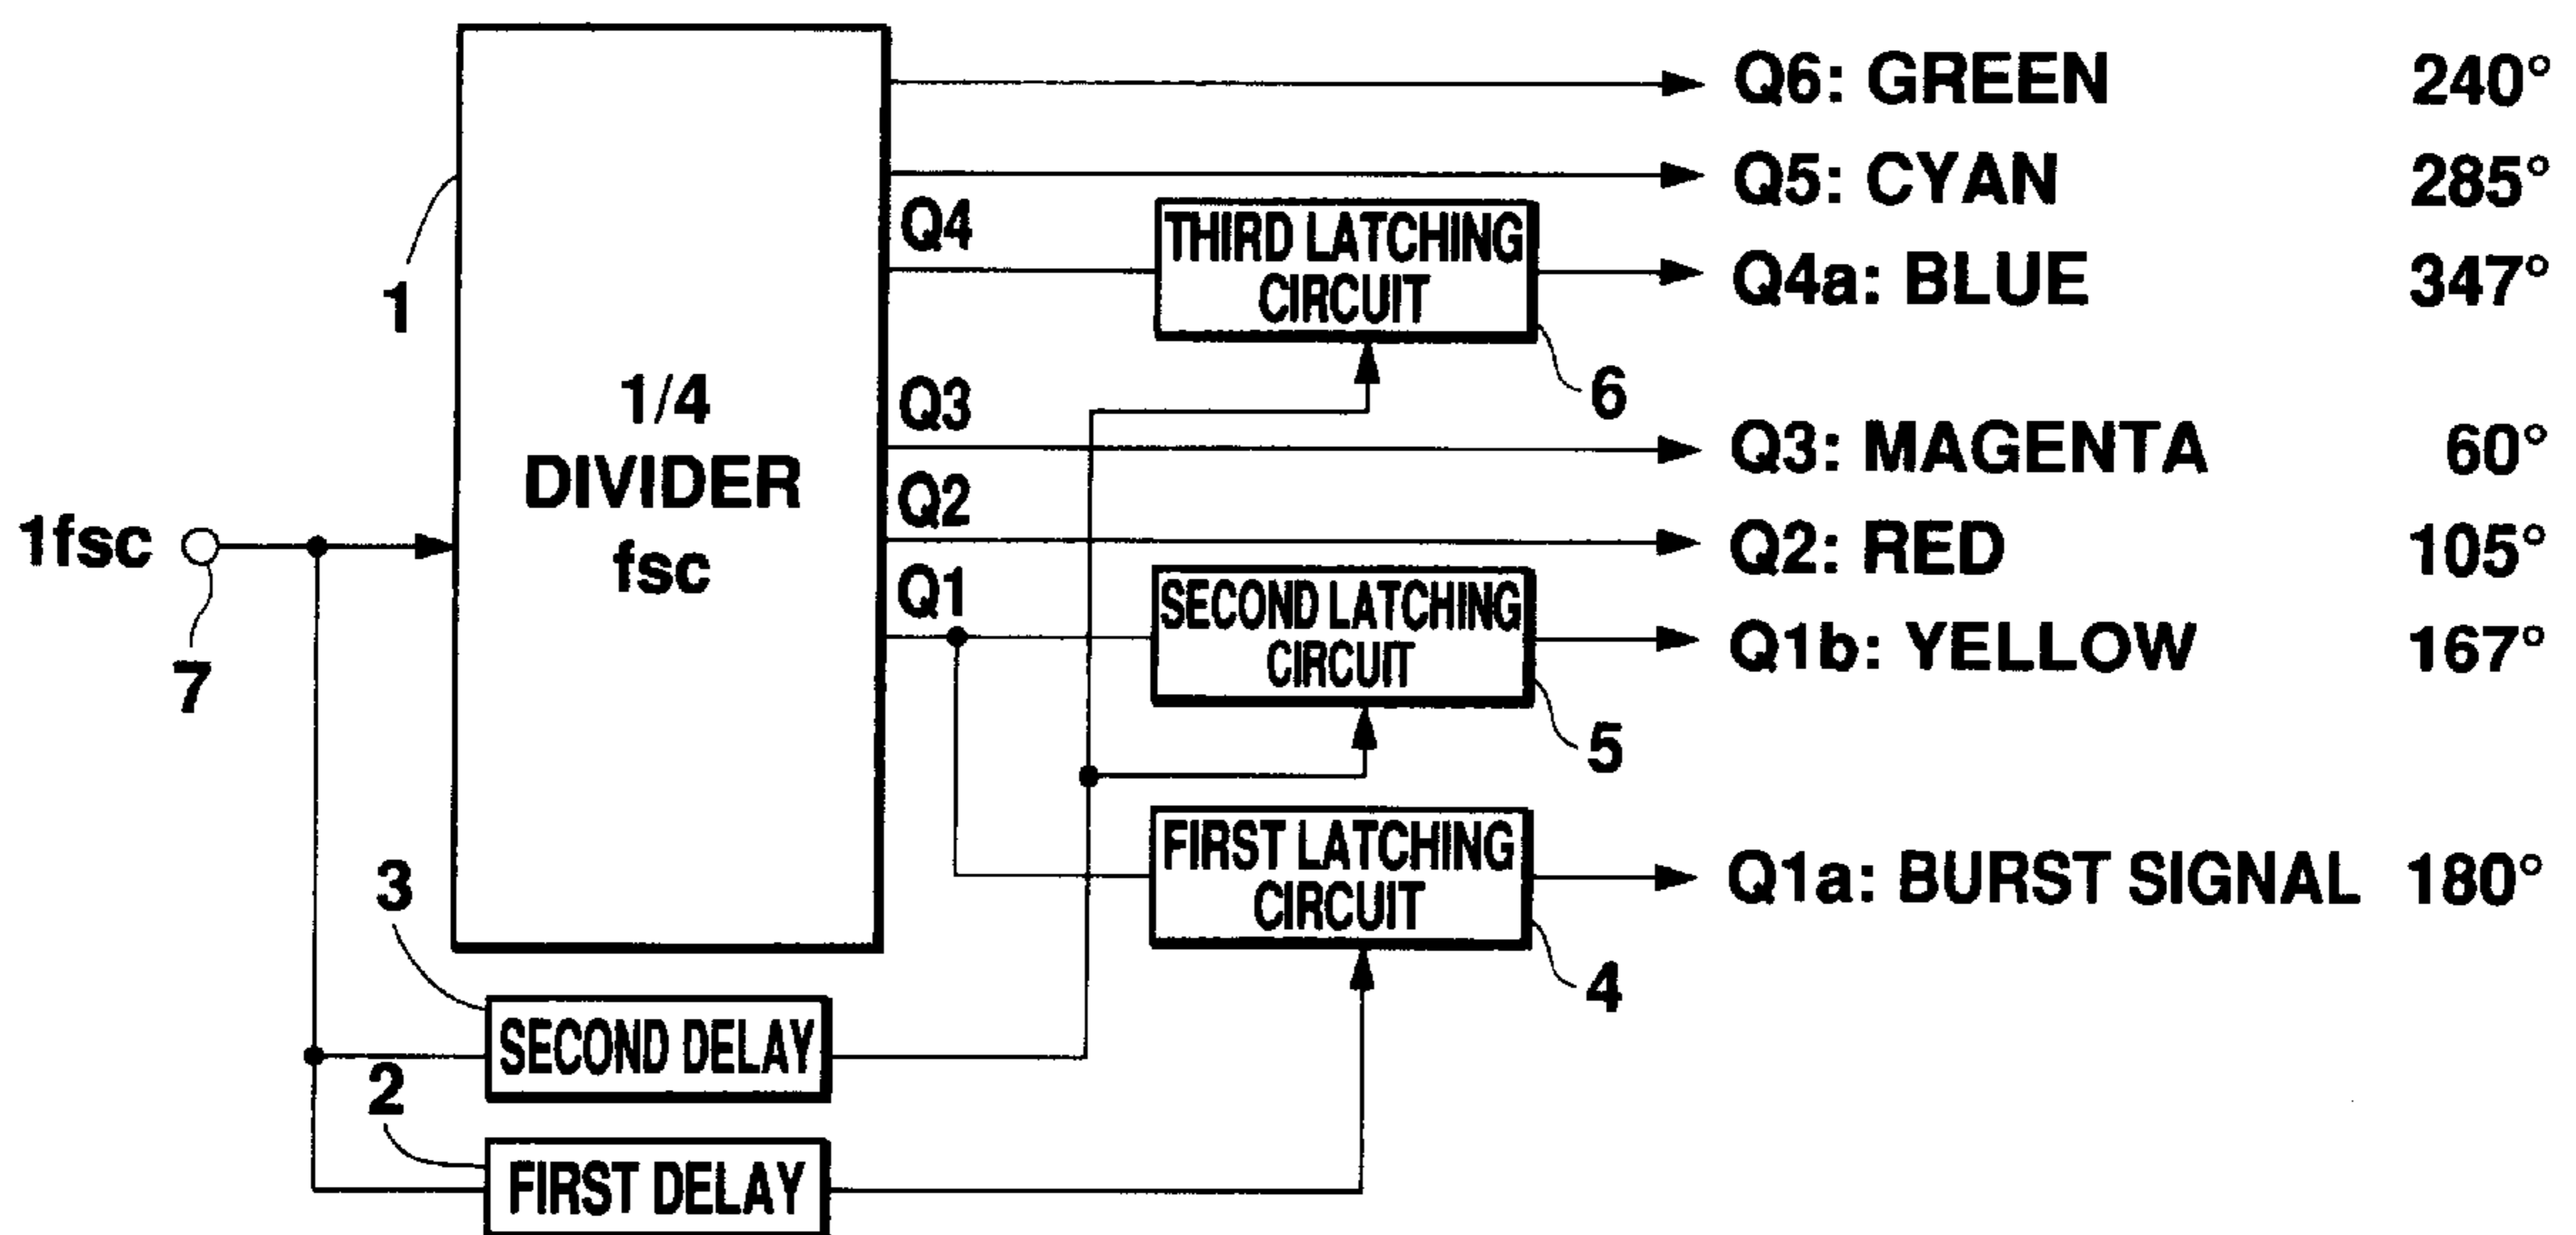 Q6: GREEN 240°
Q5: CYAN 285°
Q4
THIRD LATCHING
CIRCUIT
Q4a: BLUE 347°
1
6
1/4
DIVIDER
fsc
Q3
Q3: MAGENTA 60°
Q2
Q2: RED 105°
1fsc
7
Q1
SECOND LATCHING
CIRCUIT
Q1b: YELLOW 167°
5
FIRST LATCHING
CIRCUIT
Q1a: BURST SIGNAL 180°
4
3
SECOND DELAY
2
FIRST DELAY